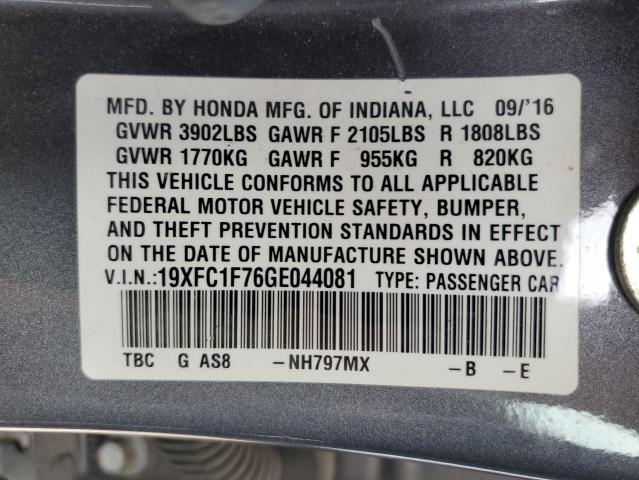 MFD. BY HONDA MFG. OF INDIANA, LLC 09/'16
GVWR 3902LBS GAWR F 2105LBS R 1808LBS
GVWR 1770KG GAWR F 955KG R 820KG
THIS VEHICLE CONFORMS TO ALL APPLICABLE
FEDERAL MOTOR VEHICLE SAFETY, BUMPER,
AND THEFT PREVENTION STANDARDS IN EFFECT
ON THE DATE OF MANUFACTURE SHOWN ABOVE.
V.I.N.: 19XFC1F76GE044081 TYPE: PASSENGER CAR
TBC G AS8 -NH797MX -B -E